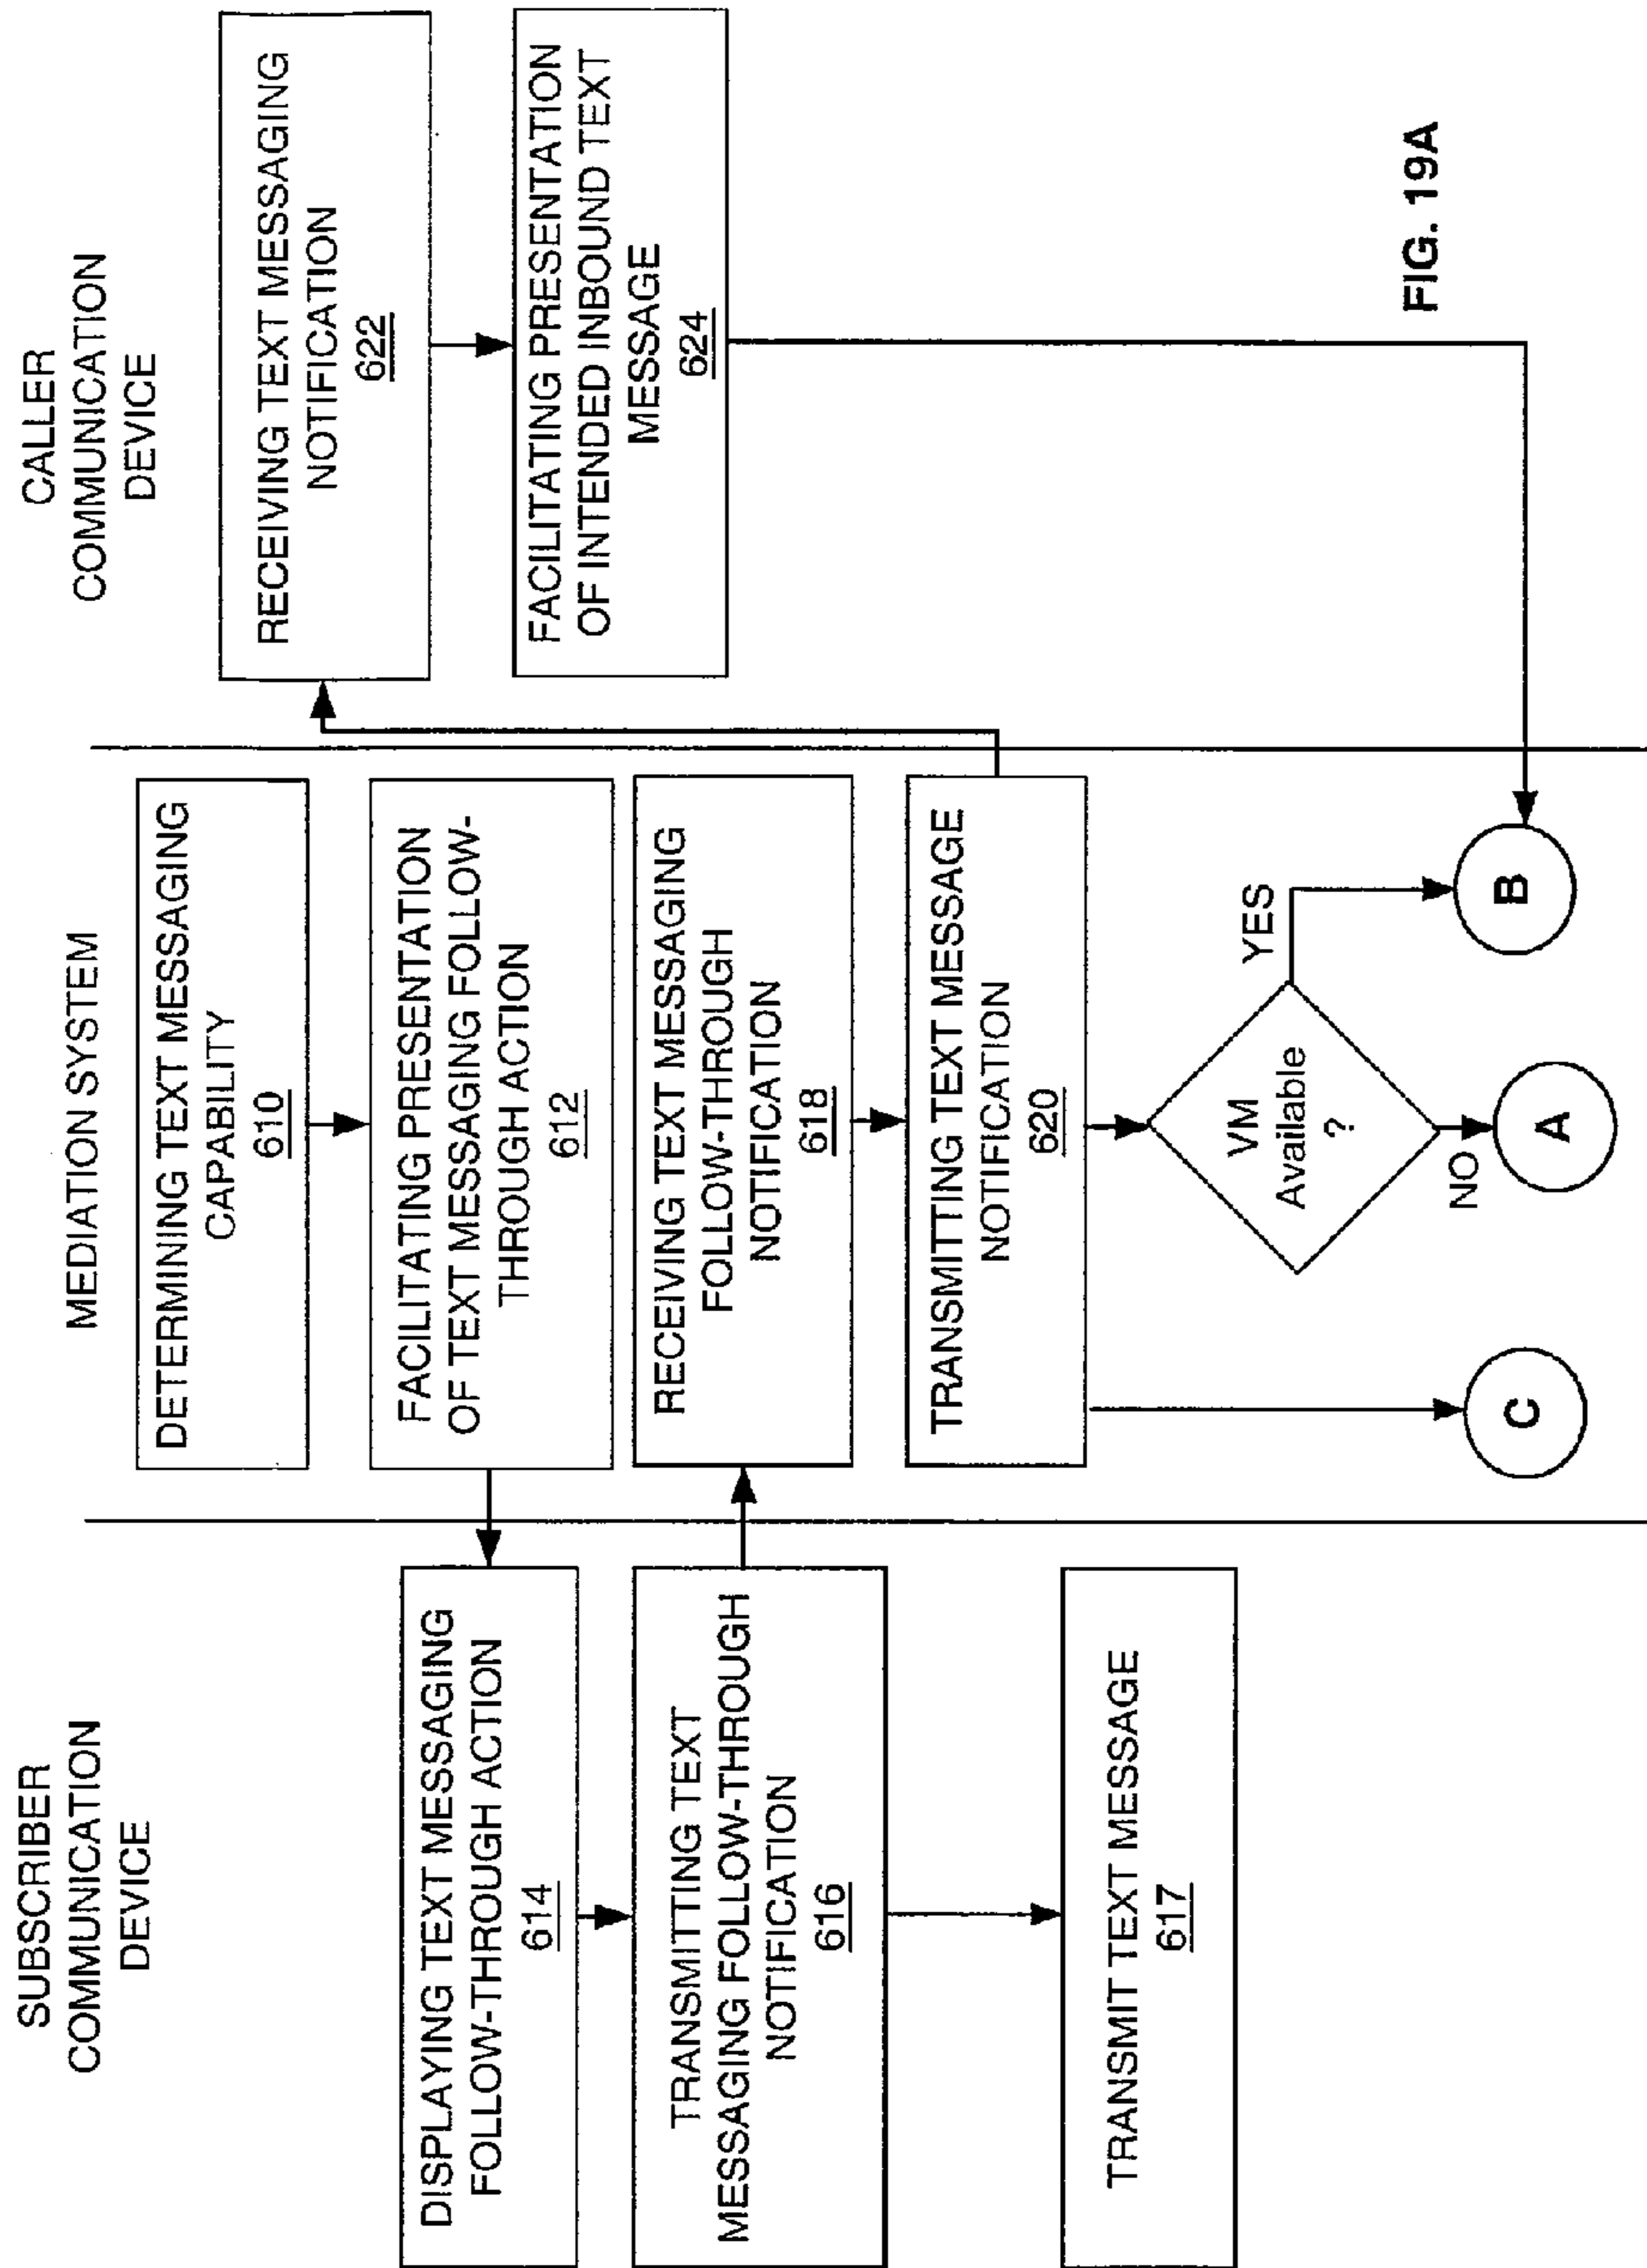 SUBSCRIBER
COMMUNICATION
DEVICE
DISPLAYING TEXT MESSAGING
FOLLOW-THROUGH ACTION
614
TRANSMITTING TEXT
MESSAGING FOLLOW-THROUGH
NOTIFICATION
616
TRANSMIT TEXT MESSAGE
617
MEDIATION SYSTEM
DETERMINING TEXT MESSAGING
CAPABILITY
610
FACILITATING PRESENTATION
OF TEXT MESSAGING FOLLOW-
THROUGH ACTION
612
RECEIVING TEXT MESSAGING
FOLLOW-THROUGH
NOTIFICATION
618
TRANSMITTING TEXT MESSAGE
NOTIFICATION
620
VM
Available
?
YES
NO
C
A
B
CALLER
COMMUNICATION
DEVICE
RECEIVING TEXT MESSAGING
NOTIFICATION
622
FACILITATING PRESENTATION
OF INTENDED INBOUND TEXT
MESSAGE
624
FIG. 19A